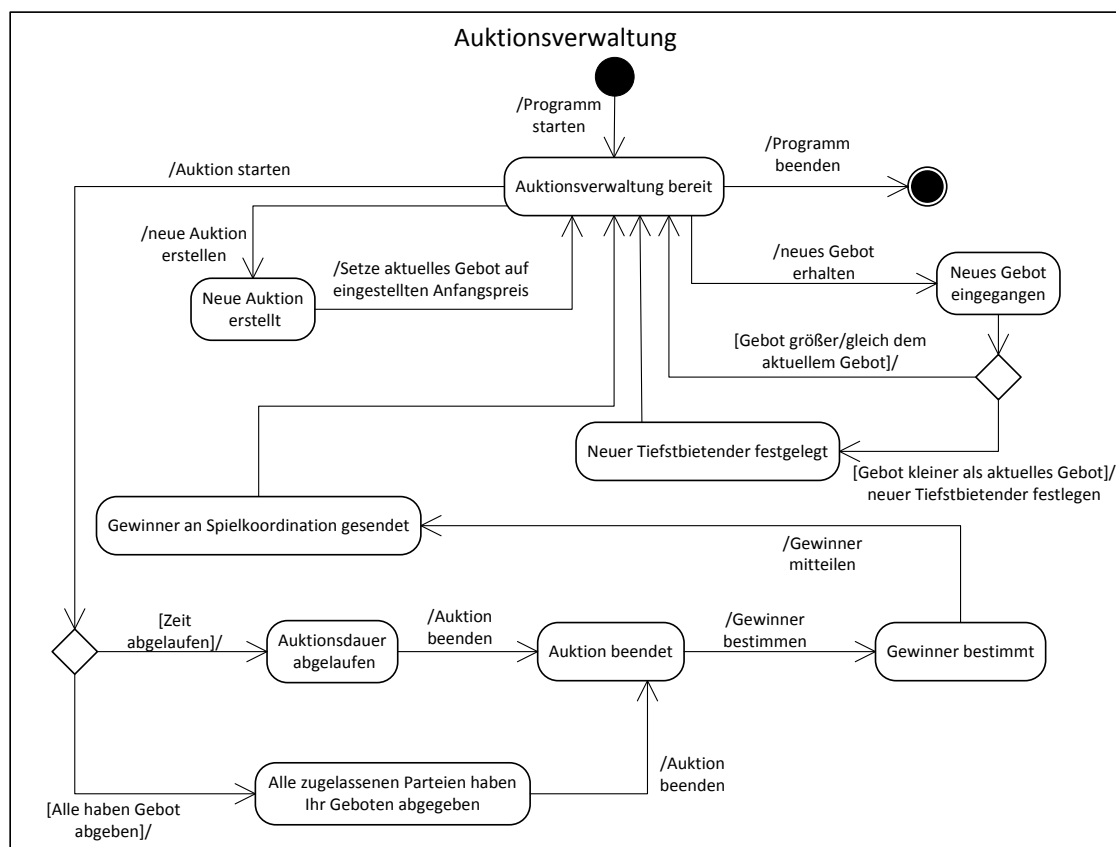 Auktionsverwaltung
/Programm
starten
/Programm
beenden
/Auktion starten
Auktionsverwaltung bereit
/neue Auktion
erstellen
/neues Gebot
erhalten
Neues Gebot
eingegangen
/Setze aktuelles Gebot auf
eingestellten Anfangspreis
Neue Auktion
erstellt
[Gebot größer/gleich dem
aktuellem Gebot]/
Neuer Tiefstbietender festgelegt
[Gebot kleiner als aktuelles Gebot]/
neuer Tiefstbietender festlegen
Gewinner an Spielkoordination gesendet
/Gewinner
mitteilen
[Zeit
abgelaufen]/
Auktionsdauer
abgelaufen
/Auktion
beenden
Auktion beendet
/Gewinner
bestimmen
Gewinner bestimmt
/Auktion
beenden
Alle zugelassenen Parteien haben
Ihr Geboten abgegeben
[Alle haben Gebot
abgeben]/